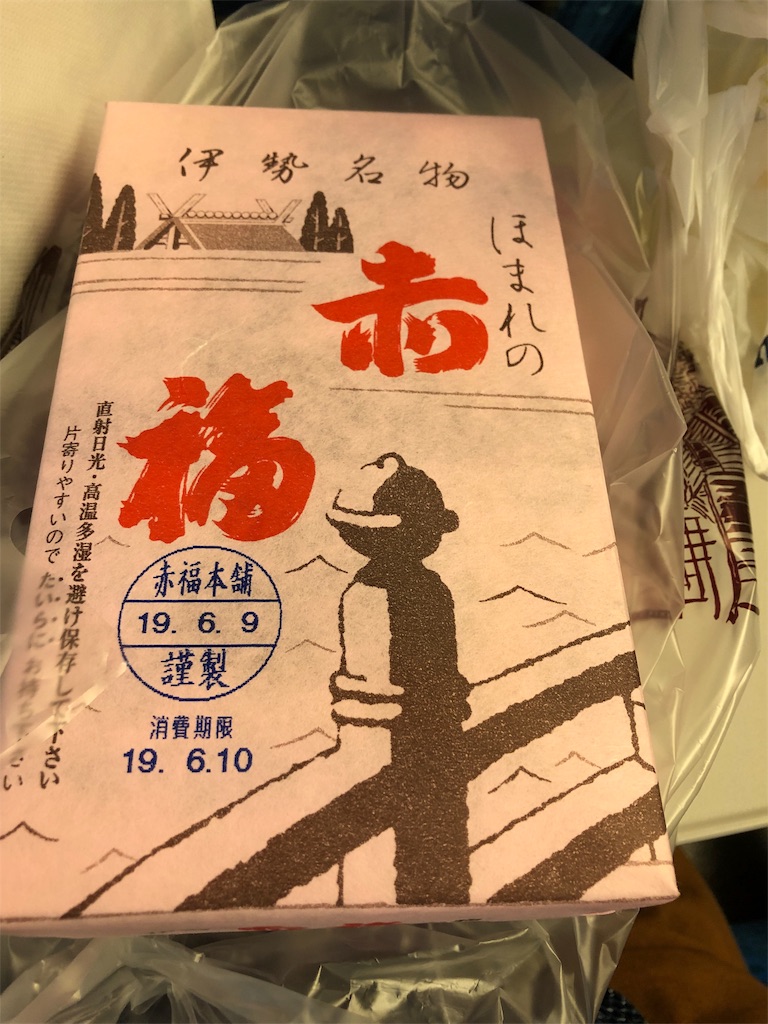 伊勢名物
ほまれの
赤
福
直射日光・高温多湿を避け保存して下さい
片寄りやすいので たいらにお持ち下さい
赤福本舗
19. 6. 9
謹製
消費期限
19. 6.10